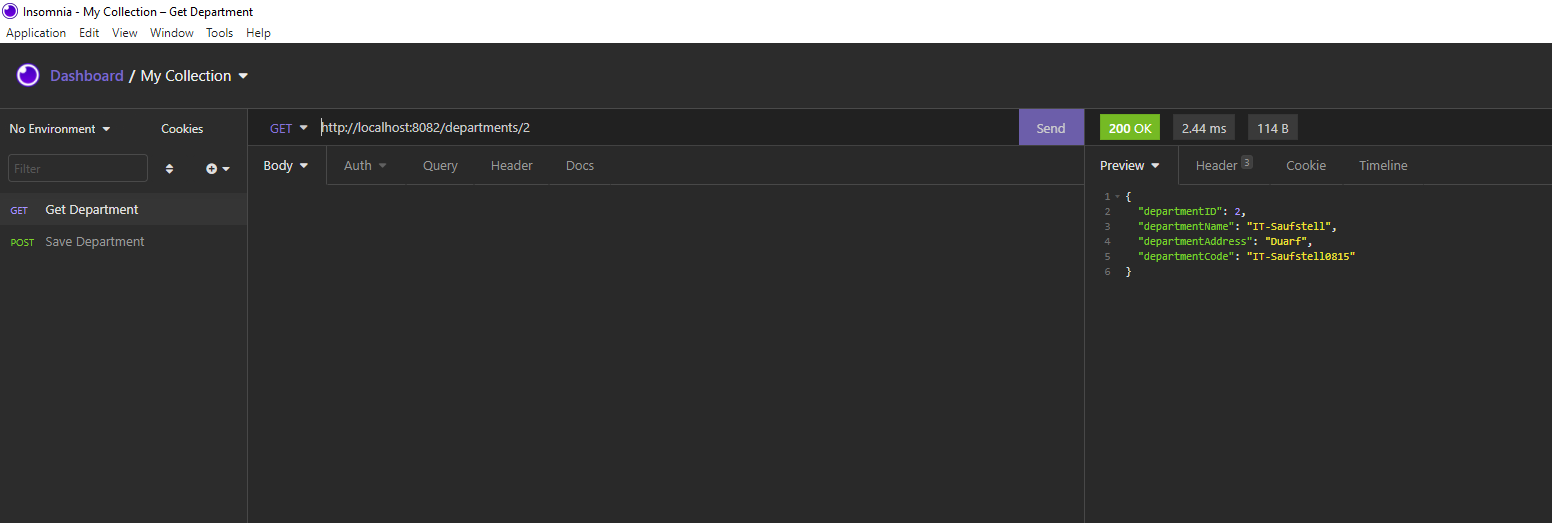 Insomnia - My Collection – Get Department
Application Edit View Window Tools Help
Dashboard / My Collection
No Environment Cookies
GET http://localhost:8082/departments/2 Send
200 OK 2.44 ms 114 B
Filter
Body Auth Query Header Docs
Preview Header 3 Cookie Timeline
GET Get Department
POST Save Department
1 {
2 "departmentID": 2,
3 "departmentName": "IT-Saufstell",
4 "departmentAddress": "Duarf",
5 "departmentCode": "IT-Saufstell0815"
6 }